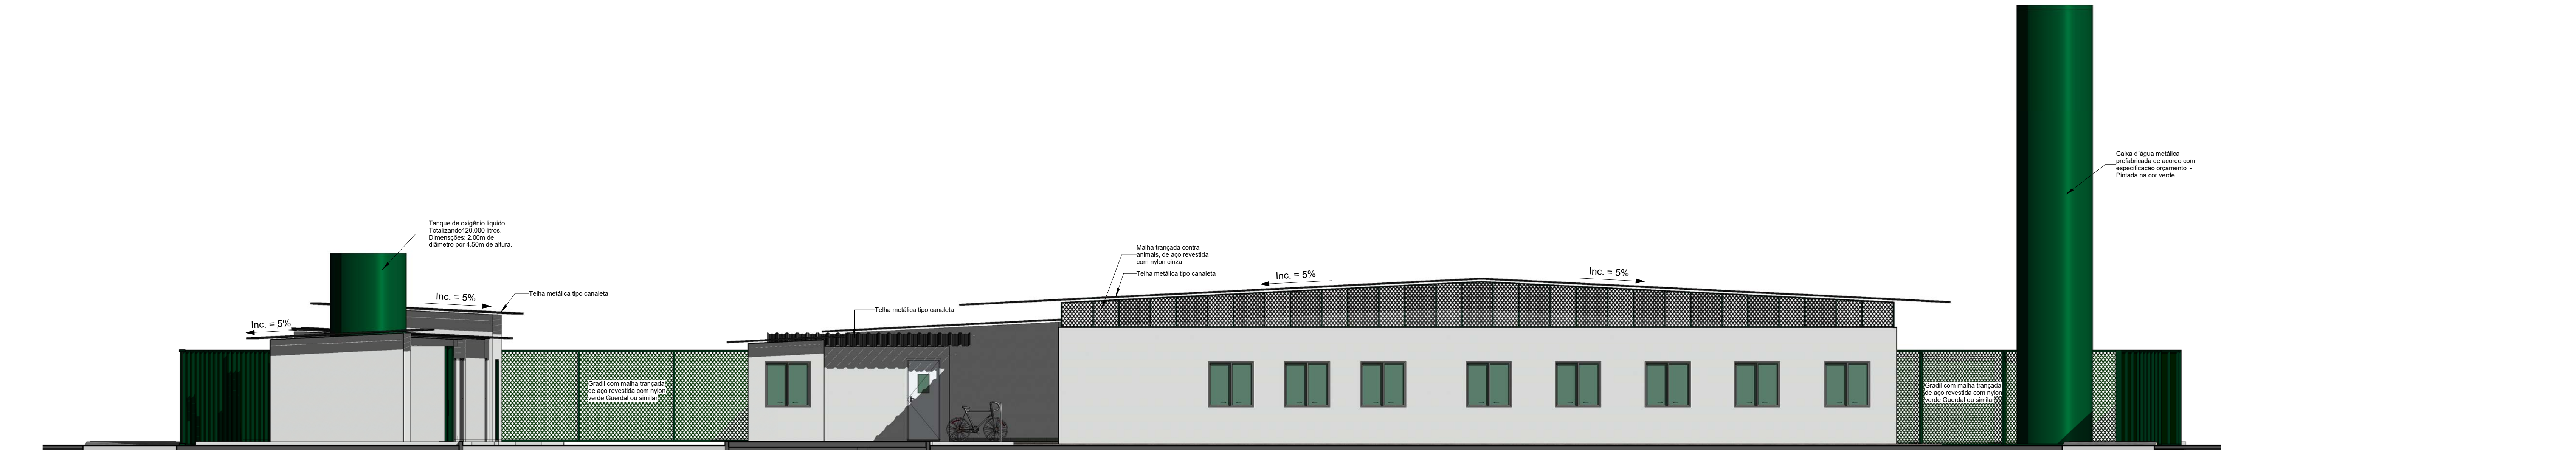 Tanque de oxigênio liquido.
Totalizando120.000 litros.
Dimensções: 2.00m de
diâmetro por 4.50m de altura.
Inc. = 5%
Telha metálica tipo canaleta
Inc. = 5%
Gradil com malha trançada
de aço revestida com nylon
verde Guerdal ou similar
Telha metálica tipo canaleta
Malha trançada contra
animais, de aço revestida
com nylon cinza
Telha metálica tipo canaleta
Inc. = 5%
Inc. = 5%
Gradil com malha trançada
de aço revestida com nylon
verde Guerdal ou similar
Caixa d´água metálica
prefabricada de acordo com
especificação orçamento -
Pintada na cor verde